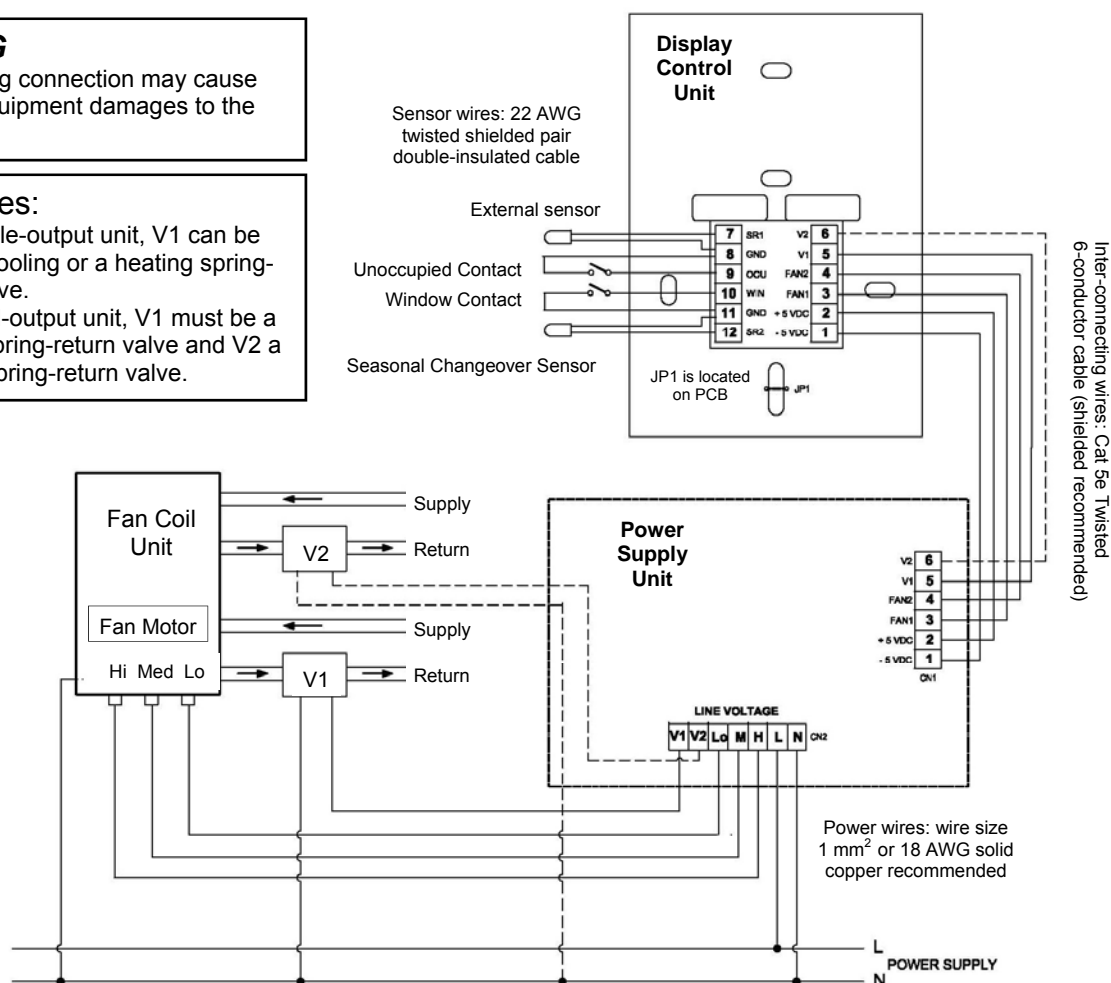 g connection may cause
uipment damages to the
es:
le-output unit, V1 can be
ooling or a heating spring-
ve.
-output unit, V1 must be a
pring-return valve and V2 a
pring-return valve.
Display
Control
Unit
Sensor wires: 22 AWG
twisted shielded pair
double-insulated cable
External sensor
Unoccupied Contact
Window Contact
Seasonal Changeover Sensor
7 SR1 V2 6
8 GND V1 5
9 OCU FAN2 4
10 WIN FAN1 3
11 GND + 5 VDC 2
12 SR2 - 5 VDC 1
JP1 is located
on PCB
JP1
Inter-connecting wires: Cat 5e Twisted
6-conductor cable (shielded recommended)
Fan Coil
Unit
Fan Motor
Hi Med Lo
Supply
V2
Return
Supply
V1
Return
Power
Supply
Unit
V2 6
V1 5
FAN2 4
FAN1 3
+ 5 VDC 2
- 5 VDC 1
CN1
LINE VOLTAGE
V1 V2 Lo M H L N CN2
Power wires: wire size
1 mm² or 18 AWG solid
copper recommended
L
POWER SUPPLY
N